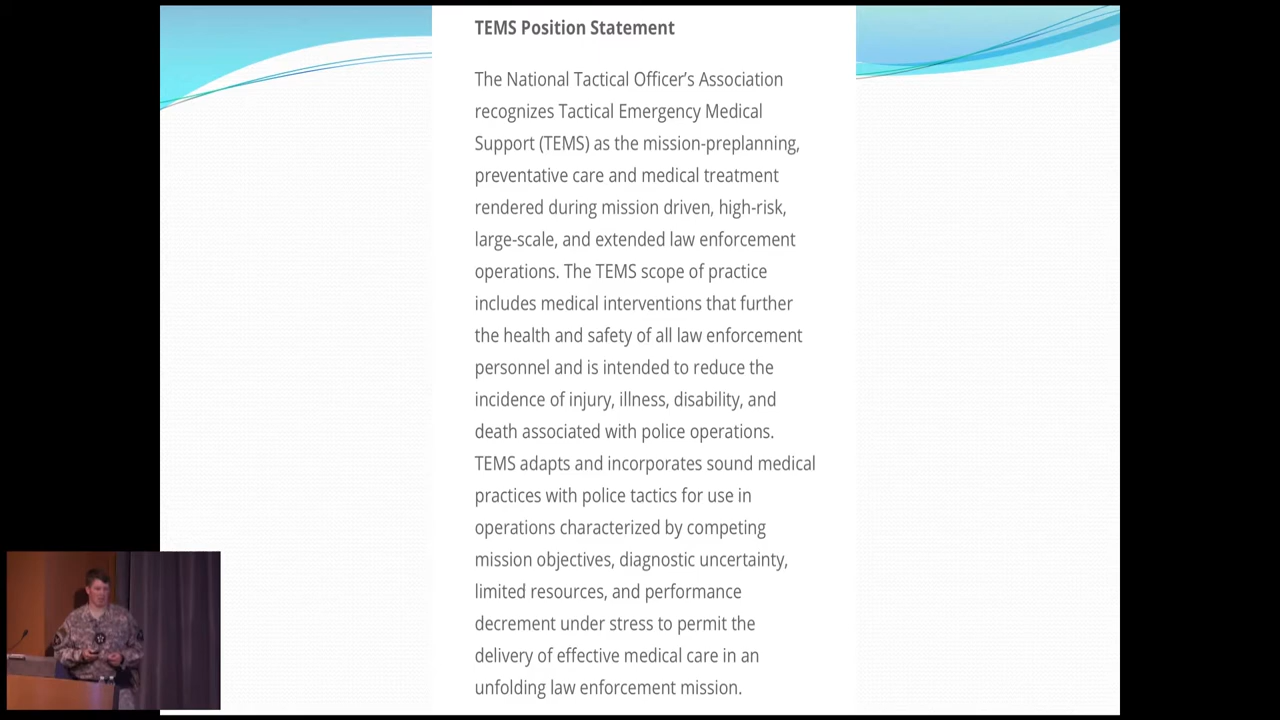 TEMS Position Statement
The National Tactical Officer's Association
recognizes Tactical Emergency Medical
Support (TEMS) as the mission-preplanning,
preventative care and medical treatment
rendered during mission driven, high-risk,
large-scale, and extended law enforcement
operations. The TEMS scope of practice
includes medical interventions that further
the health and safety of all law enforcement
personnel and is intended to reduce the
incidence of injury, illness, disability, and
death associated with police operations.
TEMS adapts and incorporates sound medical
practices with police tactics for use in
operations characterized by competing
mission objectives, diagnostic uncertainty,
limited resources, and performance
decrement under stress to permit the
delivery of effective medical care in an
unfolding law enforcement mission.